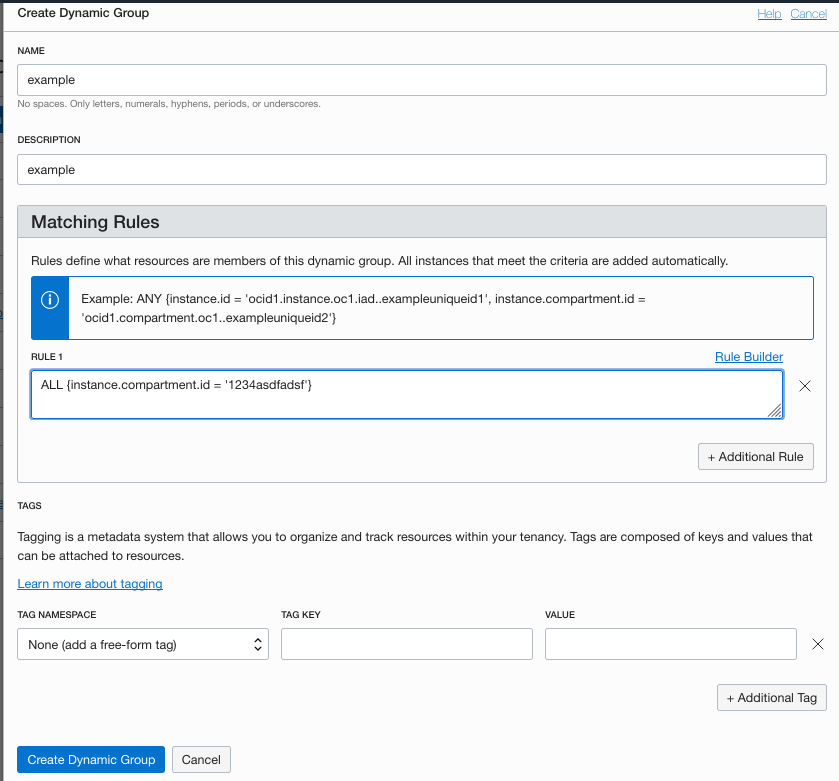 Create Dynamic Group
Help Cancel
NAME
example
No spaces. Only letters, numerals, hyphens, periods, or underscores.
DESCRIPTION
example
Matching Rules
Rules define what resources are members of this dynamic group. All instances that meet the criteria are added automatically.
Example: ANY {instance.id = 'ocid1.instance.oc1.iad..exampleuniqueid1', instance.compartment.id =
'ocid1.compartment.oc1..exampleuniqueid2'}
RULE 1
Rule Builder
ALL {instance.compartment.id = '1234asdfadsf'}
+ Additional Rule
TAGS
Tagging is a metadata system that allows you to organize and track resources within your tenancy. Tags are composed of keys and values that
can be attached to resources.
Learn more about tagging
TAG NAMESPACE
TAG KEY
VALUE
None (add a free-form tag)
+ Additional Tag
Create Dynamic Group
Cancel